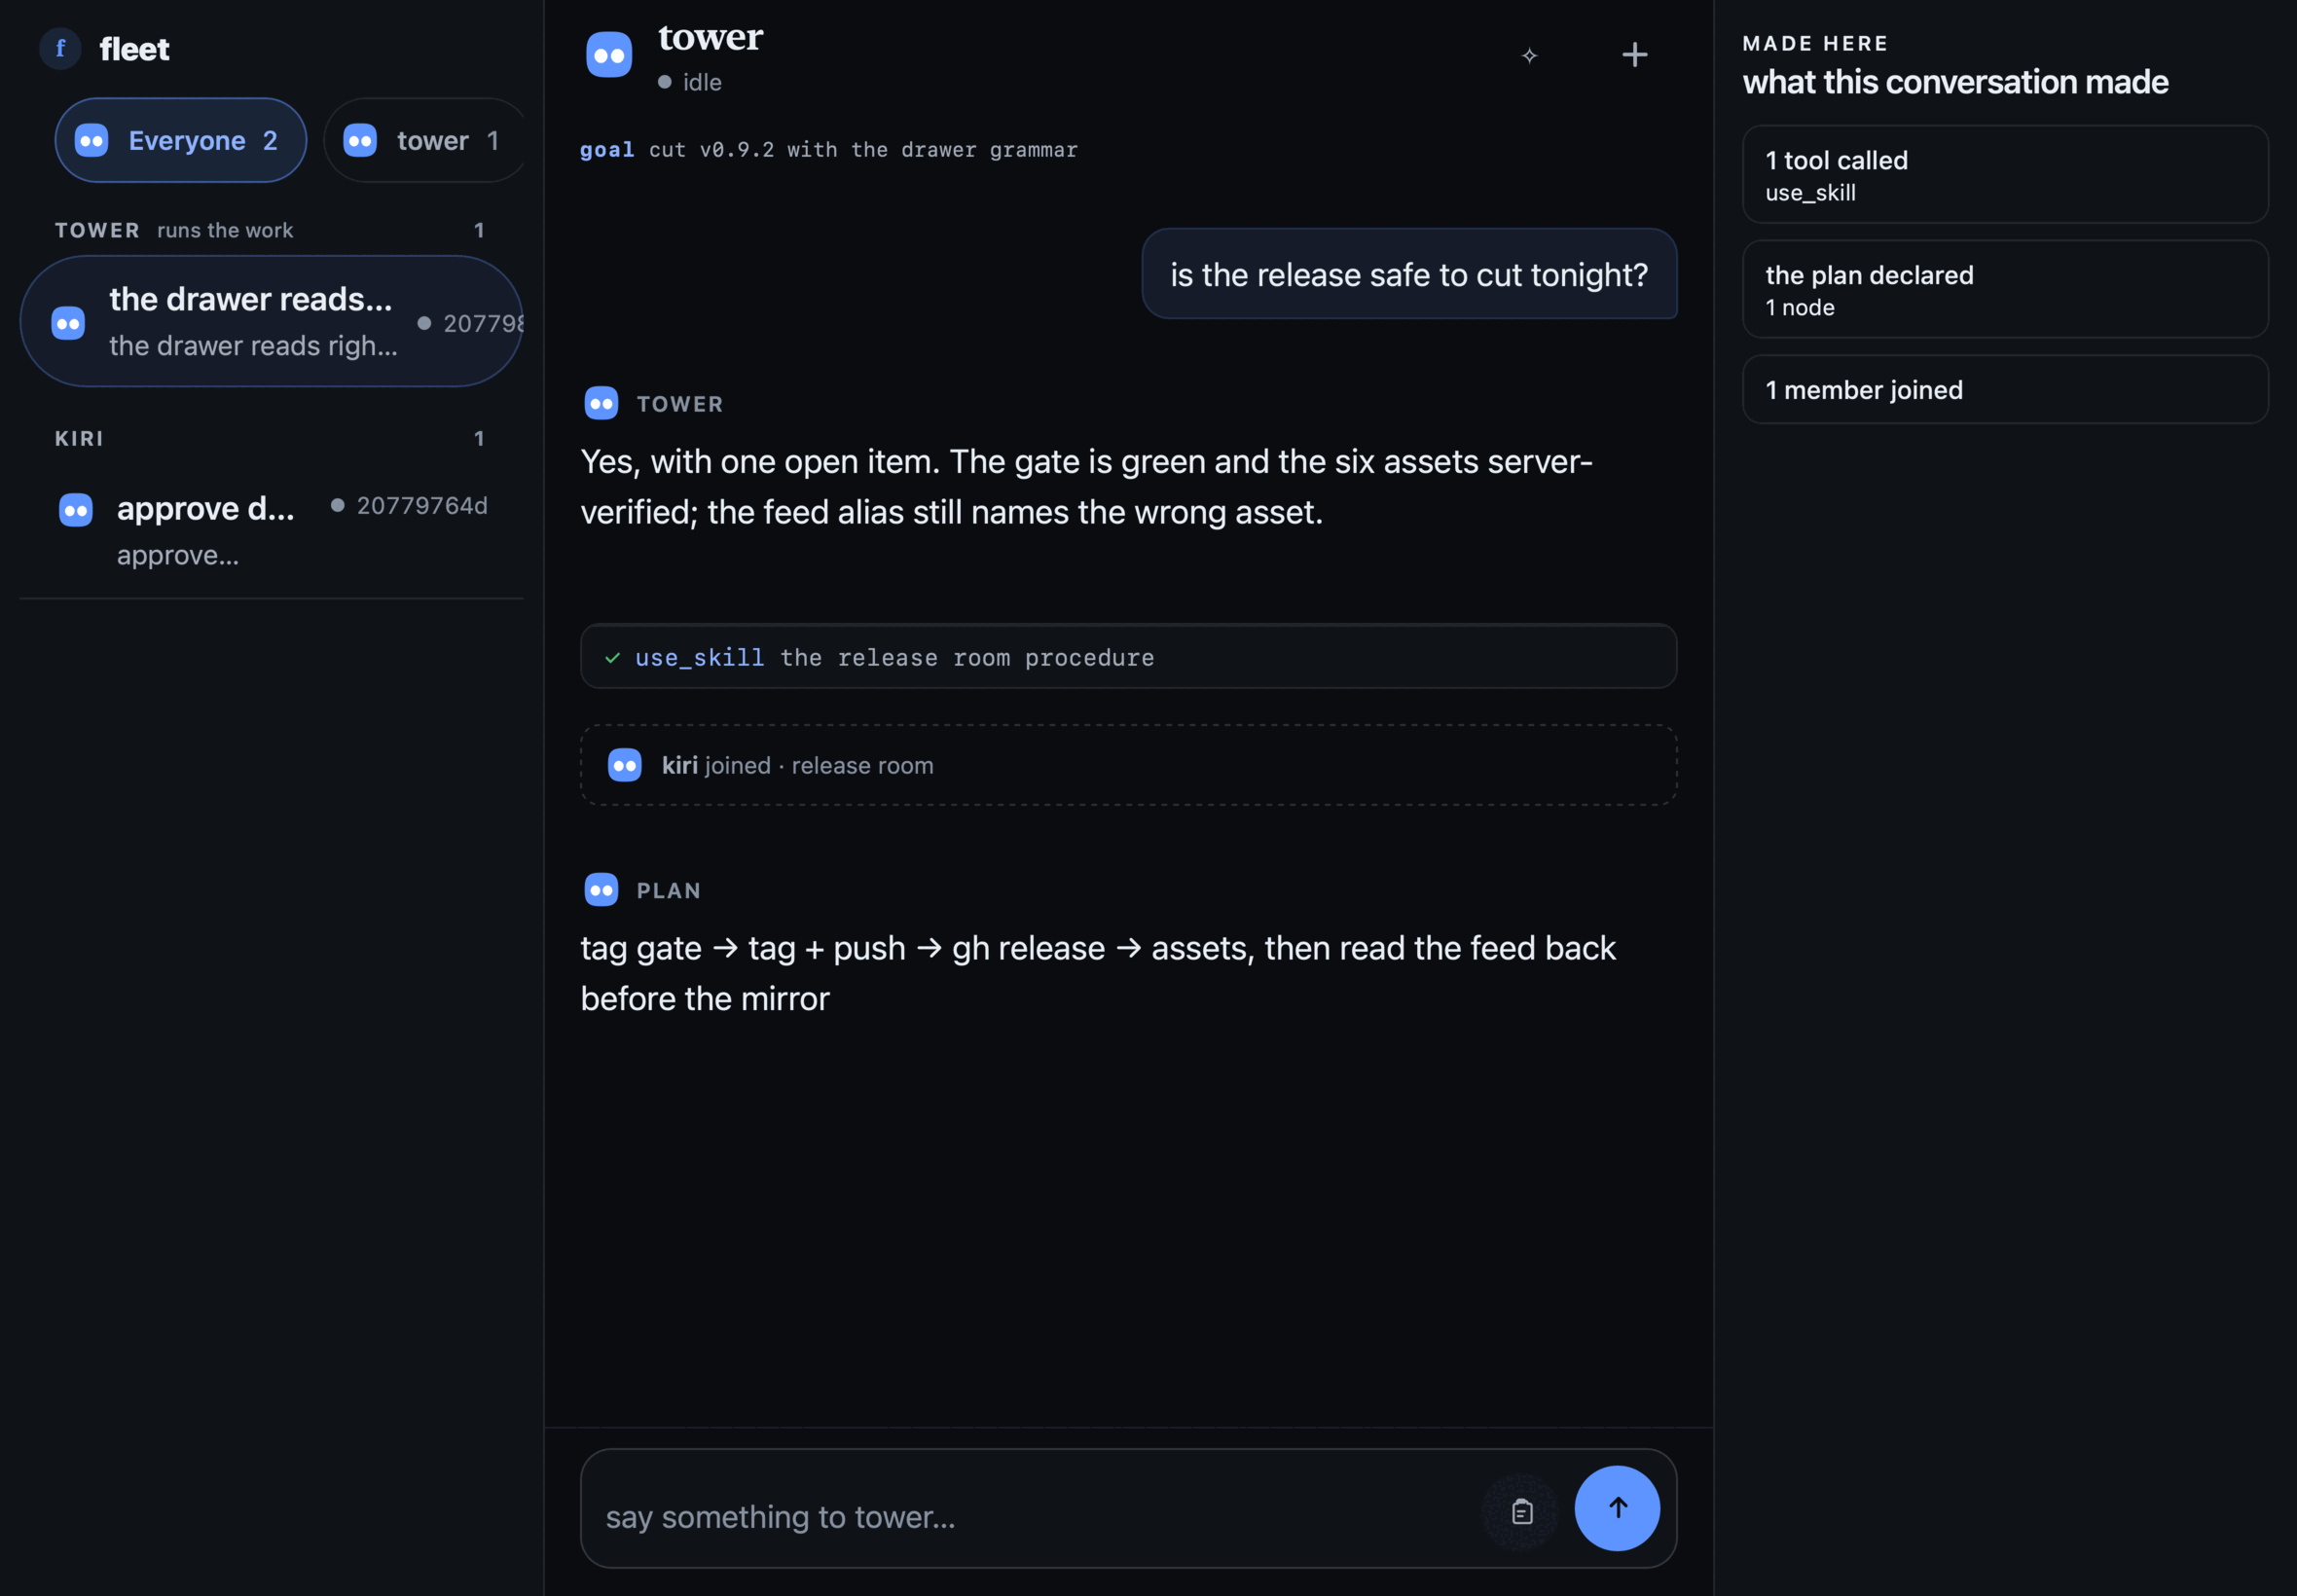 f fleet
Everyone 2
tower 1
TOWER runs the work 1
the drawer reads...
the drawer reads righ...
KIRI 1
approve d... 20779764d
approve...
tower
idle
goal cut v0.9.2 with the drawer grammar
is the release safe to cut tonight?
TOWER
Yes, with one open item. The gate is green and the six assets server-
verified; the feed alias still names the wrong asset.
✓ use_skill the release room procedure
kiri joined · release room
PLAN
tag gate → tag + push → gh release → assets, then read the feed back
before the mirror
say something to tower...
MADE HERE
what this conversation made
1 tool called
use_skill
the plan declared
1 node
1 member joined